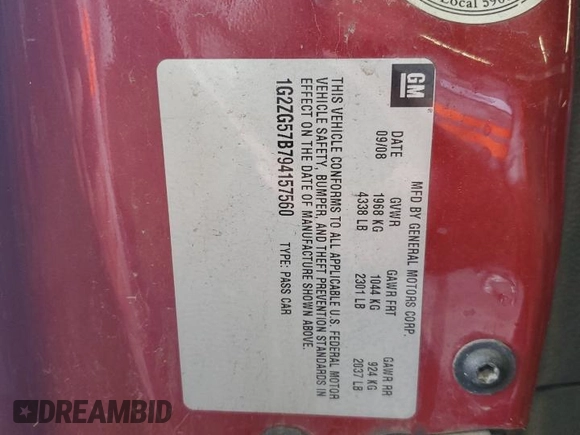 Local 5960
GM
MFD BY GENERAL MOTORS CORP.
DATE GVWR GAWR FRT GAWR RR
09/08 1968 KG 1044 KG 924 KG
4338 LB 2301 LB 2037 LB
THIS VEHICLE CONFORMS TO ALL APPLICABLE U.S. FEDERAL MOTOR
VEHICLE SAFETY, BUMPER, AND THEFT PREVENTION STANDARDS IN
EFFECT ON THE DATE OF MANUFACTURE SHOWN ABOVE.
1G2ZG57B794157560 TYPE: PASS CAR
DREAMBID